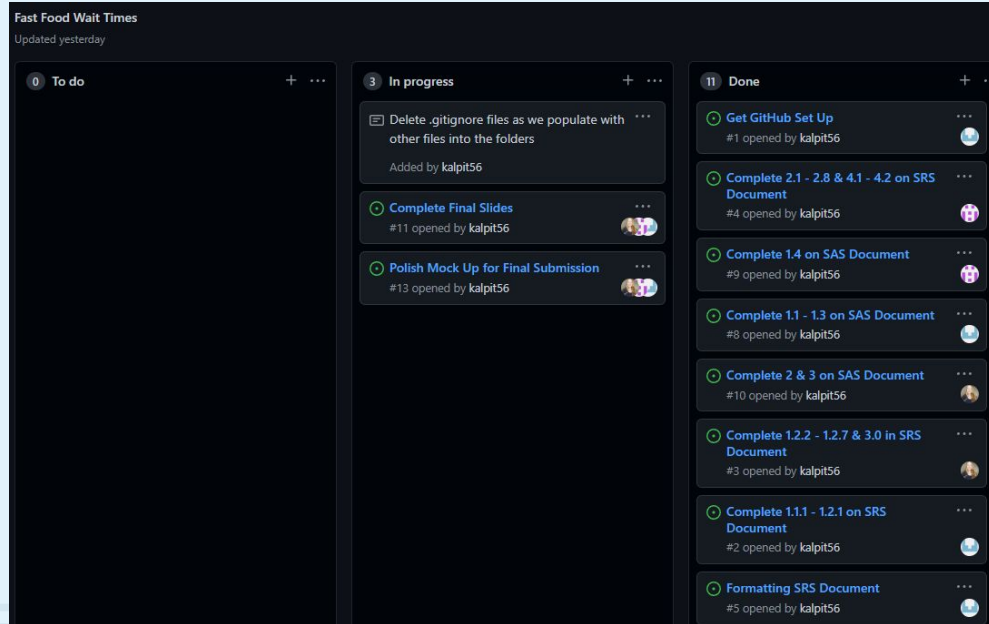 Fast Food Wait Times
Updated yesterday
0 To do
3 In progress
Delete .gitignore files as we populate with
other files into the folders
Added by kalpit56
Complete Final Slides
#11 opened by kalpit56
Polish Mock Up for Final Submission
#13 opened by kalpit56
11 Done
Get GitHub Set Up
#1 opened by kalpit56
Complete 2.1 - 2.8 & 4.1 - 4.2 on SRS
Document
#4 opened by kalpit56
Complete 1.4 on SAS Document
#9 opened by kalpit56
Complete 1.1 - 1.3 on SAS Document
#8 opened by kalpit56
Complete 2 & 3 on SAS Document
#10 opened by kalpit56
Complete 1.2.2 - 1.2.7 & 3.0 in SRS
Document
#3 opened by kalpit56
Complete 1.1.1 - 1.2.1 on SRS
Document
#2 opened by kalpit56
Formatting SRS Document
#5 opened by kalpit56